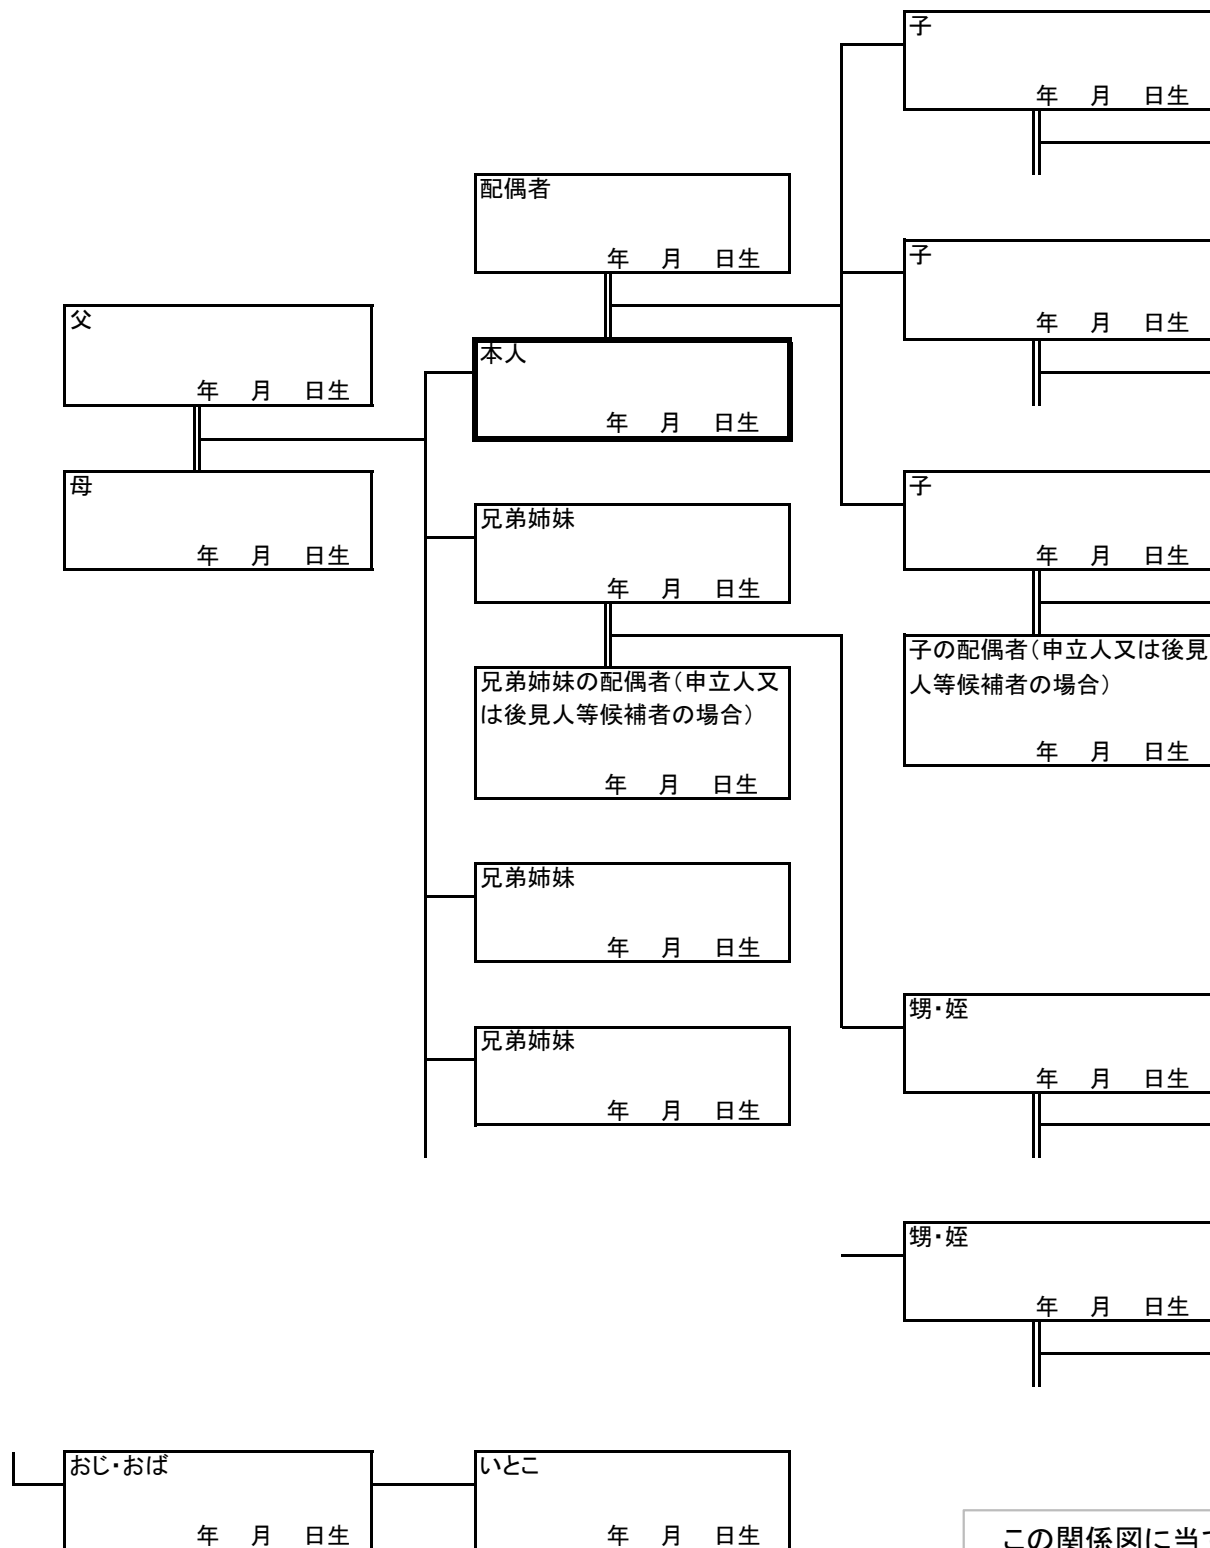 子
年 月 日生
配偶者
年 月 日生
子
年 月 日生
父
年 月 日生
本人
年 月 日生
母
年 月 日生
兄弟姉妹
年 月 日生
子
年 月 日生
子の配偶者（申立人又は後見
人等候補者の場合）
年 月 日生
兄弟姉妹の配偶者（申立人又
は後見人等候補者の場合）
年 月 日生
兄弟姉妹
年 月 日生
兄弟姉妹
年 月 日生
甥・姪
年 月 日生
甥・姪
年 月 日生
おじ・おば
年 月 日生
いとこ
年 月 日生
この関係図に当